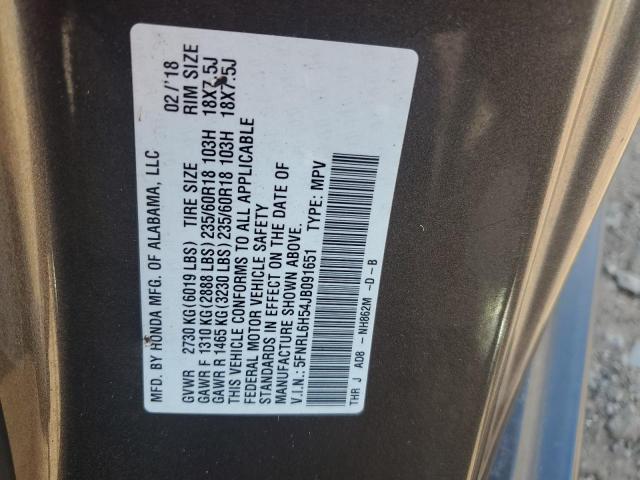 MFD. BY HONDA MFG. OF ALABAMA, LLC 02/'18
GVWR 2730 KG(6019 LBS) TIRE SIZE RIM SIZE
GAWR F 1310 KG(2888 LBS)235/60R18 103H 18X7.5J
GAWR R 1465 KG(3230 LBS)235/60R18 103H 18X7.5J
THIS VEHICLE CONFORMS TO ALL APPLICABLE
FEDERAL MOTOR VEHICLE SAFETY
STANDARDS IN EFFECT ON THE DATE OF
MANUFACTURE SHOWN ABOVE.
V.I.N.: 5FNRL6H54JB091651 TYPE: MPV
THR J AD8 - NH862M -D -B